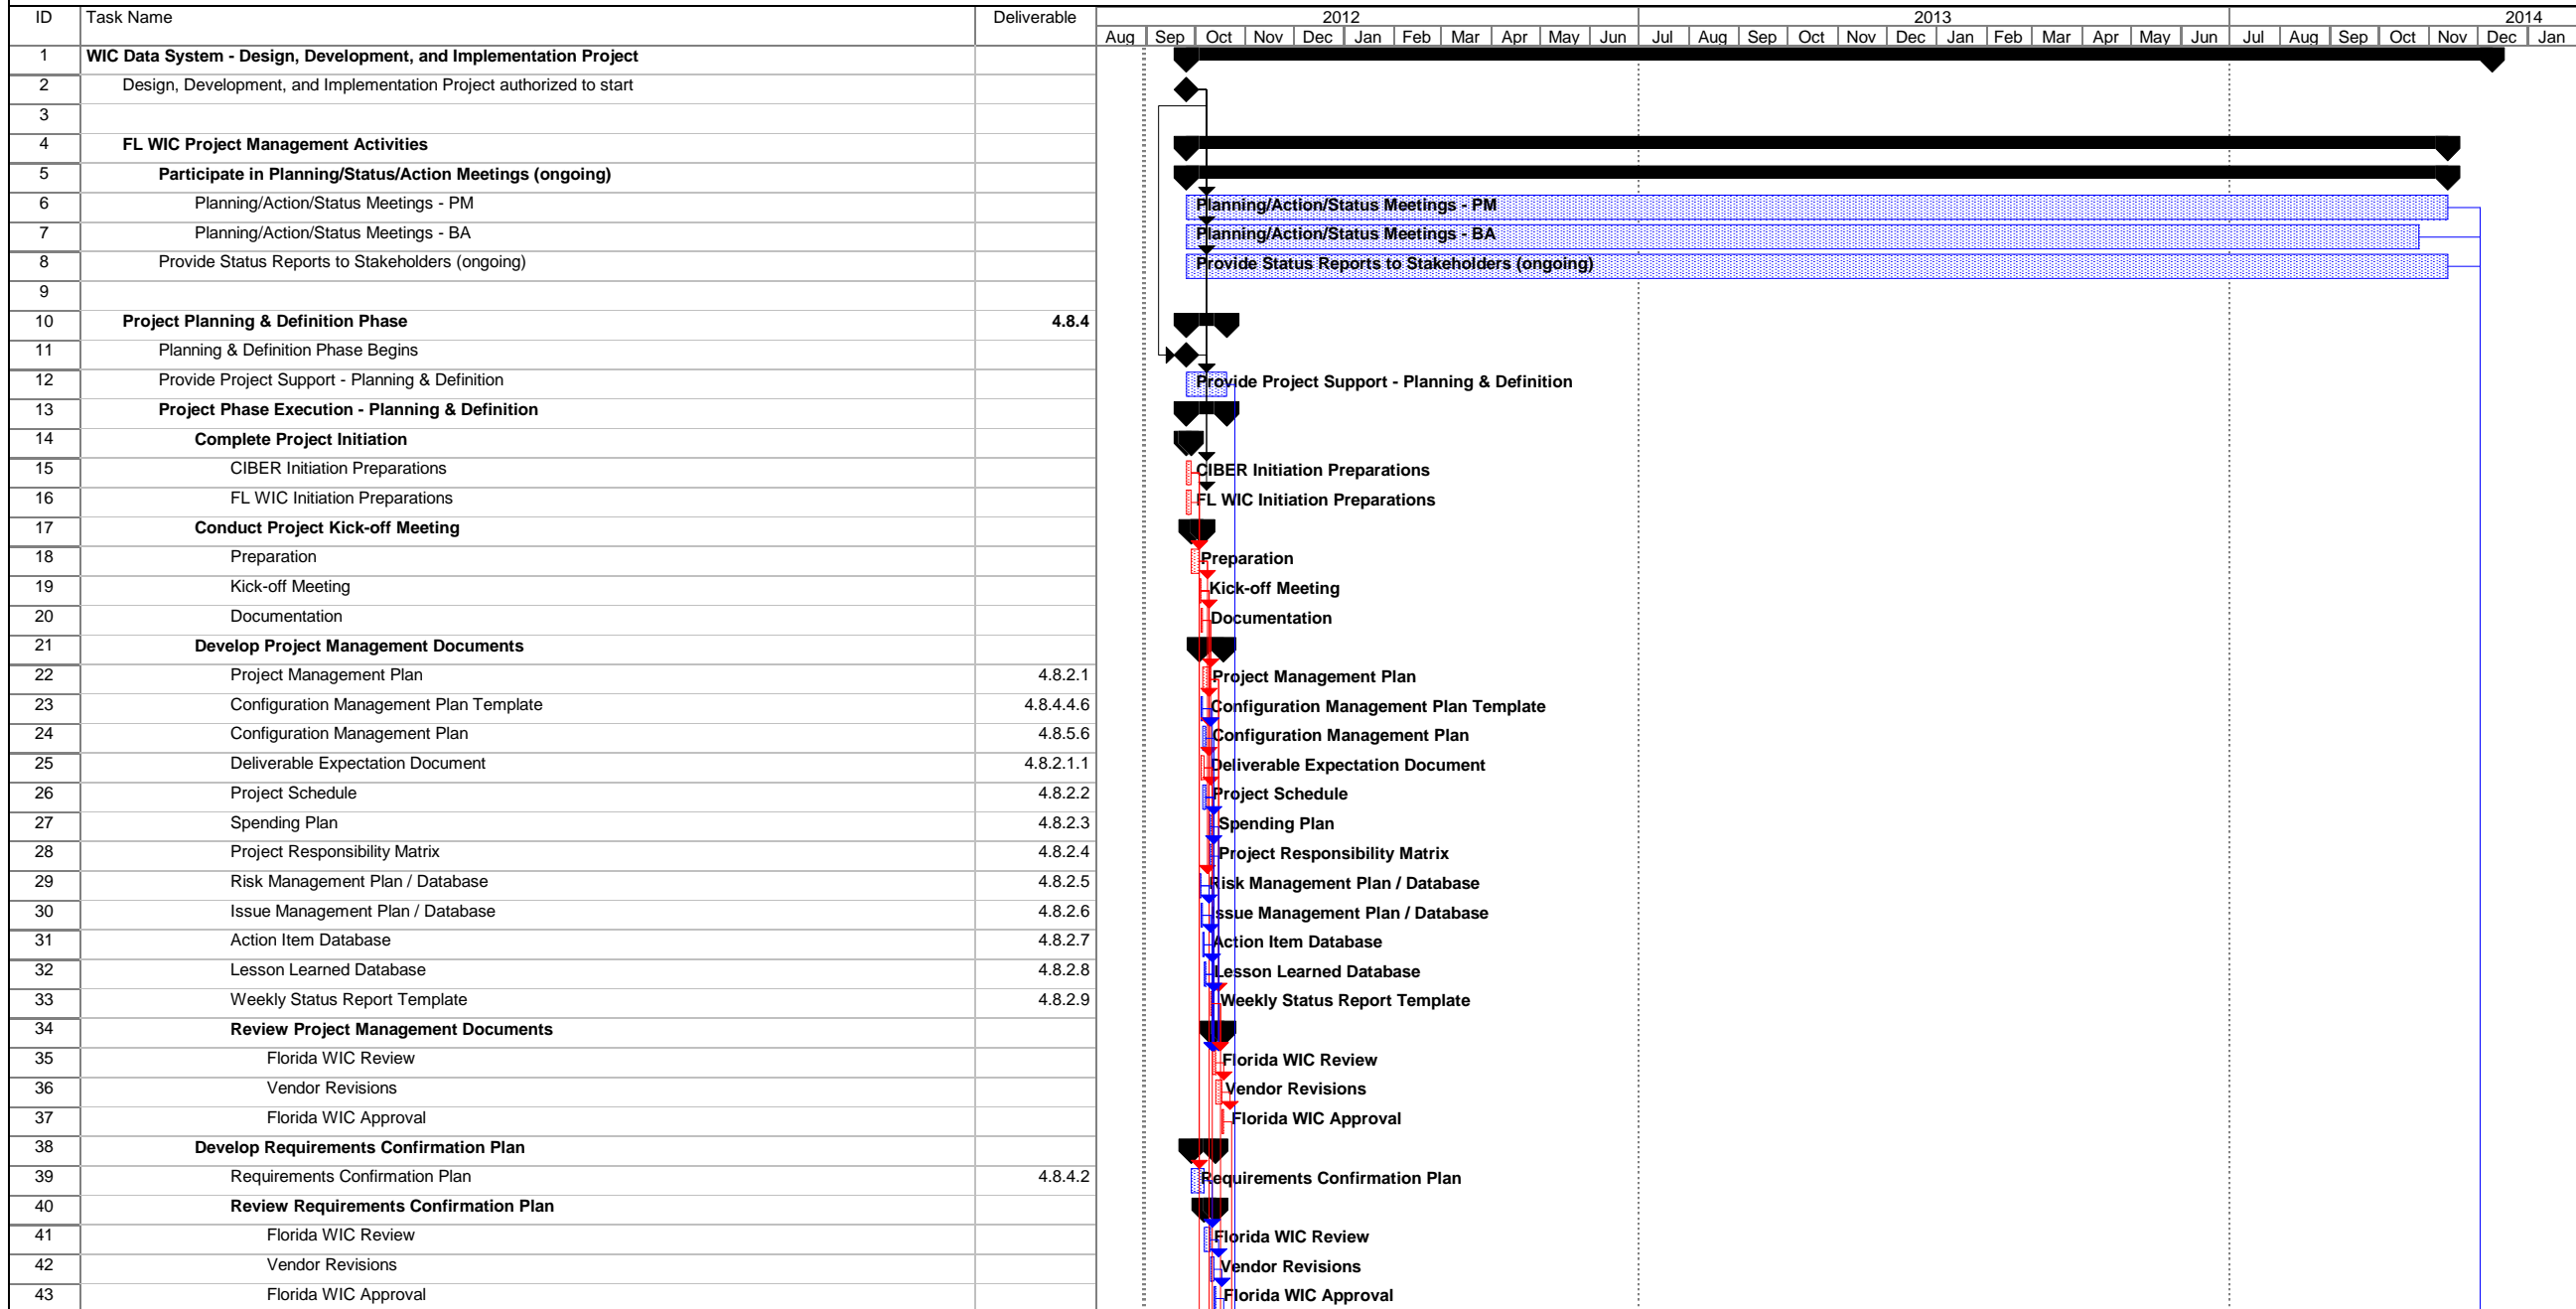 ID Task Name Deliverable 2012 2013 2014
Aug Sep Oct Nov Dec Jan Feb Mar Apr May Jun Jul Aug Sep Oct Nov Dec Jan Feb Mar Apr May Jun Jul Aug Sep Oct Nov Dec Jan
1 WIC Data System - Design, Development, and Implementation Project
2 Design, Development, and Implementation Project authorized to start
3
4 FL WIC Project Management Activities
5 Participate in Planning/Status/Action Meetings (ongoing)
6 Planning/Action/Status Meetings - PM Planning/Action/Status Meetings - PM
7 Planning/Action/Status Meetings - BA Planning/Action/Status Meetings - BA
8 Provide Status Reports to Stakeholders (ongoing) Provide Status Reports to Stakeholders (ongoing)
9
10 Project Planning & Definition Phase 4.8.4
11 Planning & Definition Phase Begins
12 Provide Project Support - Planning & Definition Provide Project Support - Planning & Definition
13 Project Phase Execution - Planning & Definition
14 Complete Project Initiation
15 CIBER Initiation Preparations CIBER Initiation Preparations
16 FL WIC Initiation Preparations FL WIC Initiation Preparations
17 Conduct Project Kick-off Meeting
18 Preparation Preparation
19 Kick-off Meeting Kick-off Meeting
20 Documentation Documentation
21 Develop Project Management Documents
22 Project Management Plan 4.8.2.1 Project Management Plan
23 Configuration Management Plan Template 4.8.4.4.6 Configuration Management Plan Template
24 Configuration Management Plan 4.8.5.6 Configuration Management Plan
25 Deliverable Expectation Document 4.8.2.1.1 Deliverable Expectation Document
26 Project Schedule 4.8.2.2 Project Schedule
27 Spending Plan 4.8.2.3 Spending Plan
28 Project Responsibility Matrix 4.8.2.4 Project Responsibility Matrix
29 Risk Management Plan / Database 4.8.2.5 Risk Management Plan / Database
30 Issue Management Plan / Database 4.8.2.6 Issue Management Plan / Database
31 Action Item Database 4.8.2.7 Action Item Database
32 Lesson Learned Database 4.8.2.8 Lesson Learned Database
33 Weekly Status Report Template 4.8.2.9 Weekly Status Report Template
34 Review Project Management Documents
35 Florida WIC Review Florida WIC Review
36 Vendor Revisions Vendor Revisions
37 Florida WIC Approval Florida WIC Approval
38 Develop Requirements Confirmation Plan
39 Requirements Confirmation Plan 4.8.4.2 Requirements Confirmation Plan
40 Review Requirements Confirmation Plan
41 Florida WIC Review Florida WIC Review
42 Vendor Revisions Vendor Revisions
43 Florida WIC Approval Florida WIC Approval